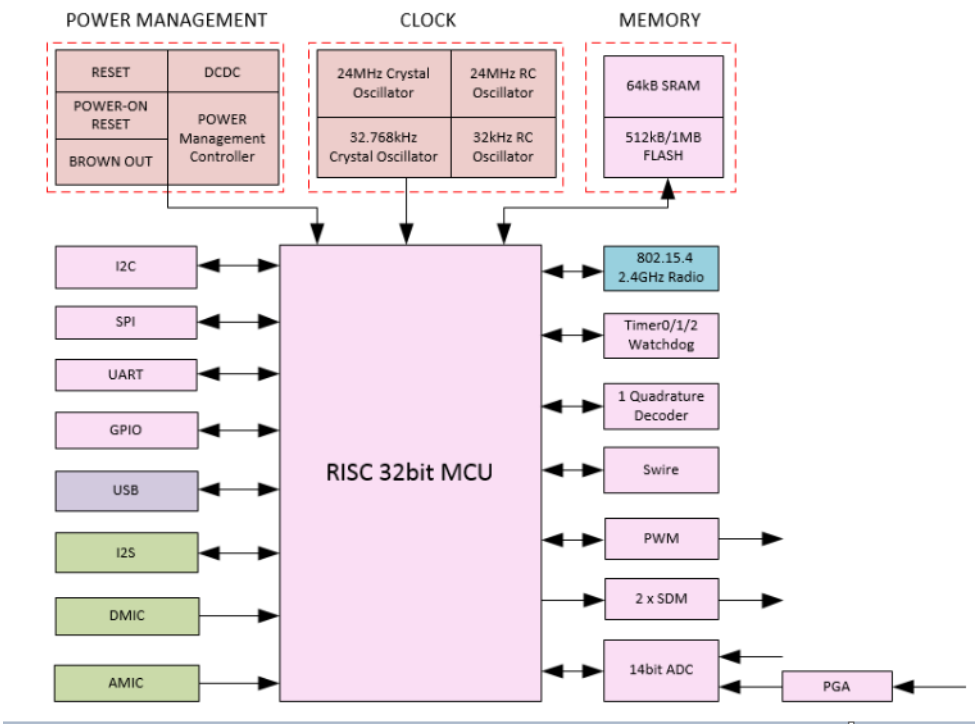 POWER MANAGEMENT
CLOCK
MEMORY
RESET
DCDC
POWER-ON
RESET
POWER
Management
Controller
BROWN OUT
24MHz Crystal
Oscillator
24MHz RC
Oscillator
32.768kHz
Crystal Oscillator
32kHz RC
Oscillator
64kB SRAM
512kB/1MB
FLASH
I2C
SPI
UART
GPIO
USB
I2S
DMIC
AMIC
RISC 32bit MCU
802.15.4
2.4GHz Radio
Timer0/1/2
Watchdog
1 Quadrature
Decoder
Swire
PWM
2 x SDM
14bit ADC
PGA